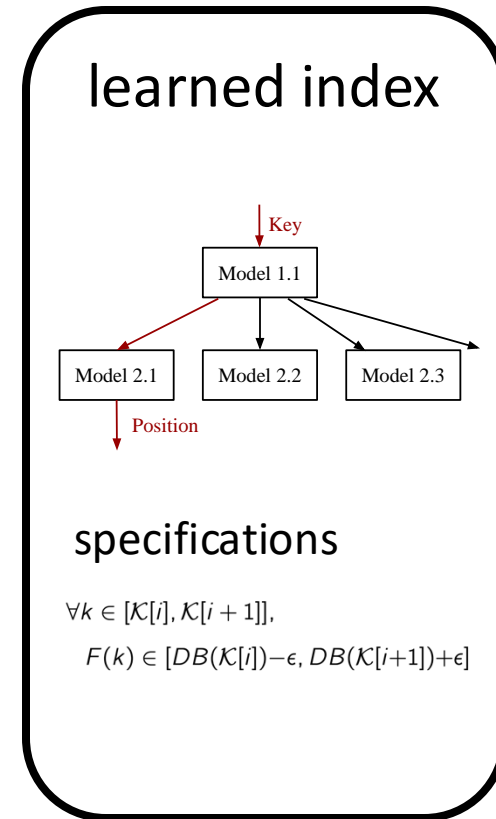 learned index
Key
Model 1.1
Model 2.1 Model 2.2 Model 2.3
Position
specifications
∀k ∈ [𝒦[i], 𝒦[i + 1]],
F(k) ∈ [DB(𝒦[i])−ϵ, DB(𝒦[i+1])+ϵ]